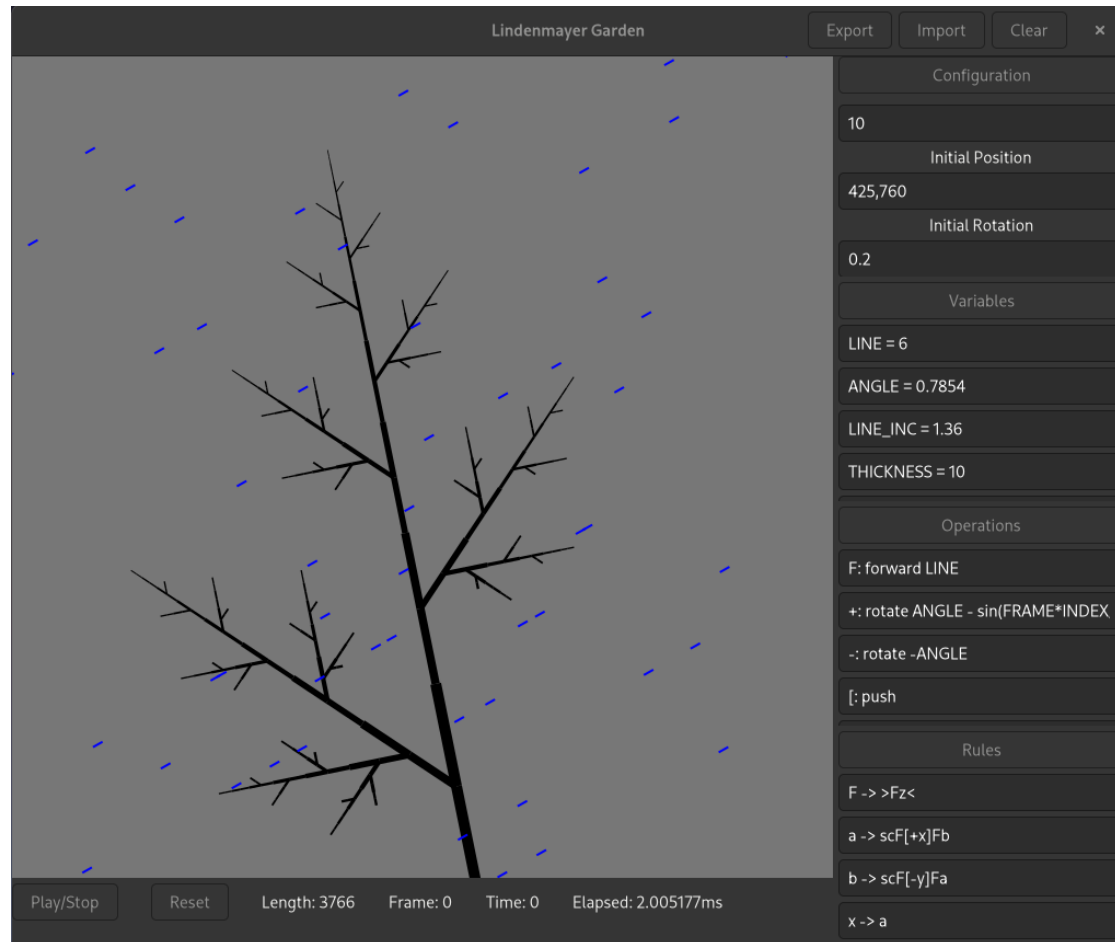 Lindenmayer Garden
Export
Import
Clear
×
Configuration
10
Initial Position
425,760
Initial Rotation
0.2
Variables
LINE = 6
ANGLE = 0.7854
LINE_INC = 1.36
THICKNESS = 10
Operations
F: forward LINE
+: rotate ANGLE - sin(FRAME*INDEX
-: rotate -ANGLE
[: push
Rules
F -> >Fz<
a -> scF[+x]Fb
b -> scF[-y]Fa
x -> a
Play/Stop
Reset
Length: 3766
Frame: 0
Time: 0
Elapsed: 2.005177ms